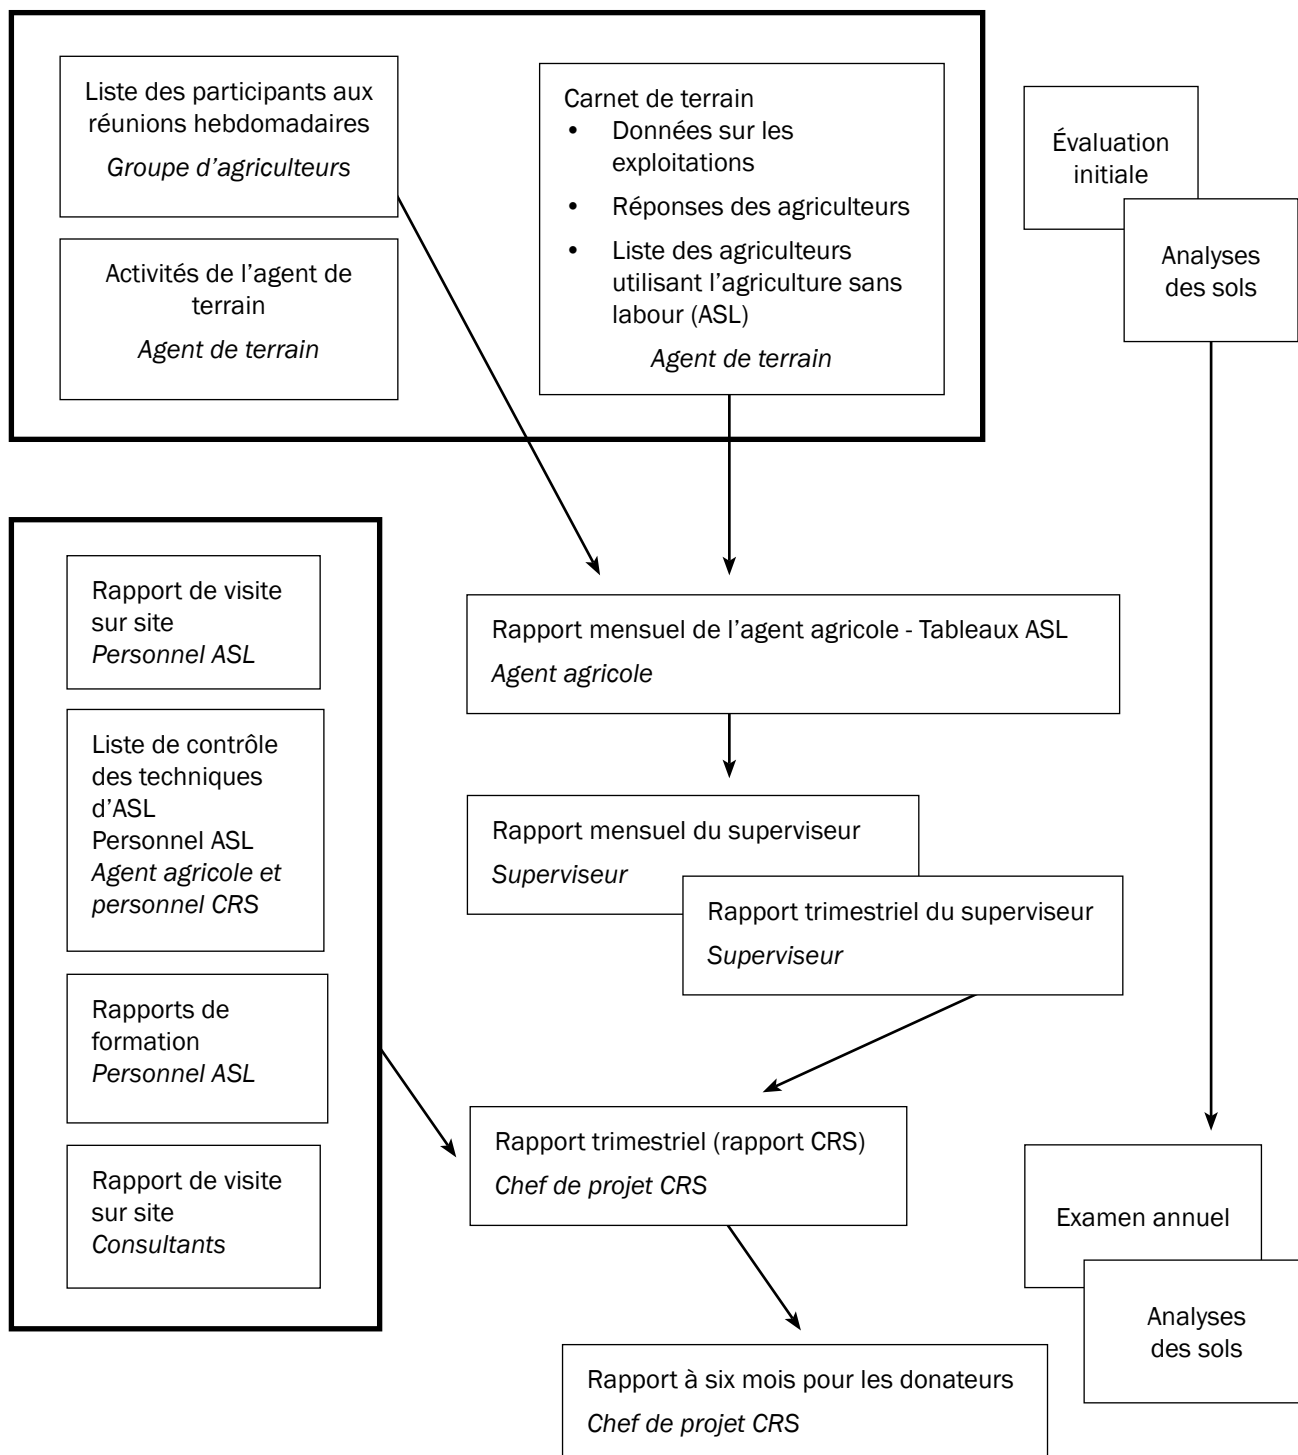 Liste des participants aux
réunions hebdomadaires
Groupe d’agriculteurs
Activités de l’agent de
terrain
Agent de terrain
Carnet de terrain
• Données sur les
exploitations
• Réponses des agriculteurs
• Liste des agriculteurs
utilisant l’agriculture sans
labour (ASL)
Agent de terrain
Évaluation
initiale
Analyses
des sols
Rapport de visite
sur site
Personnel ASL
Liste de contrôle
des techniques
d’ASL
Personnel ASL
Agent agricole et
personnel CRS
Rapports de
formation
Personnel ASL
Rapport de visite
sur site
Consultants
Rapport mensuel de l’agent agricole - Tableaux ASL
Agent agricole
Rapport mensuel du superviseur
Superviseur
Rapport trimestriel du superviseur
Superviseur
Rapport trimestriel (rapport CRS)
Chef de projet CRS
Rapport à six mois pour les donateurs
Chef de projet CRS
Examen annuel
Analyses
des sols